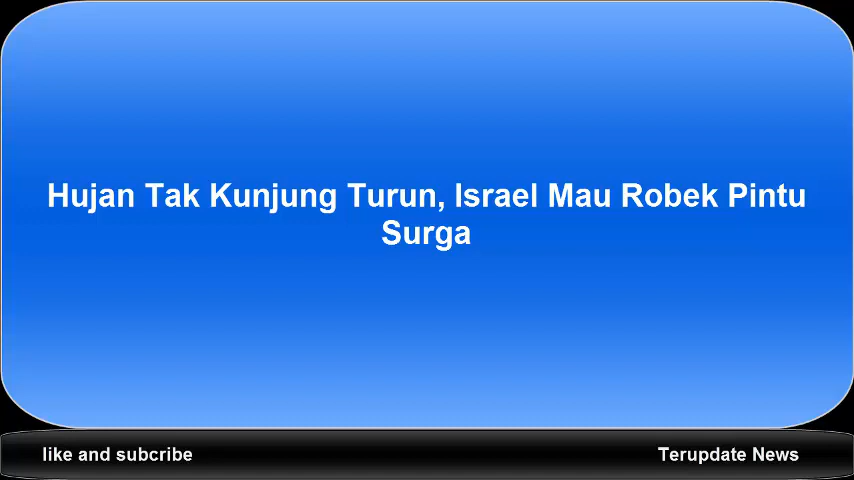 Hujan Tak Kunjung Turun, Israel Mau Robek Pintu
Surga
like and subcribe
Terupdate News